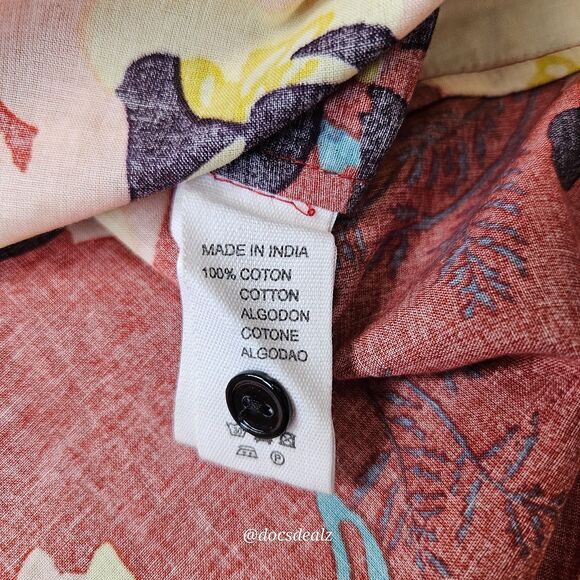 MADE IN INDIA
100% COTON
COTTON
ALGODON
COTONE
ALGODAO
P
@docsdealz